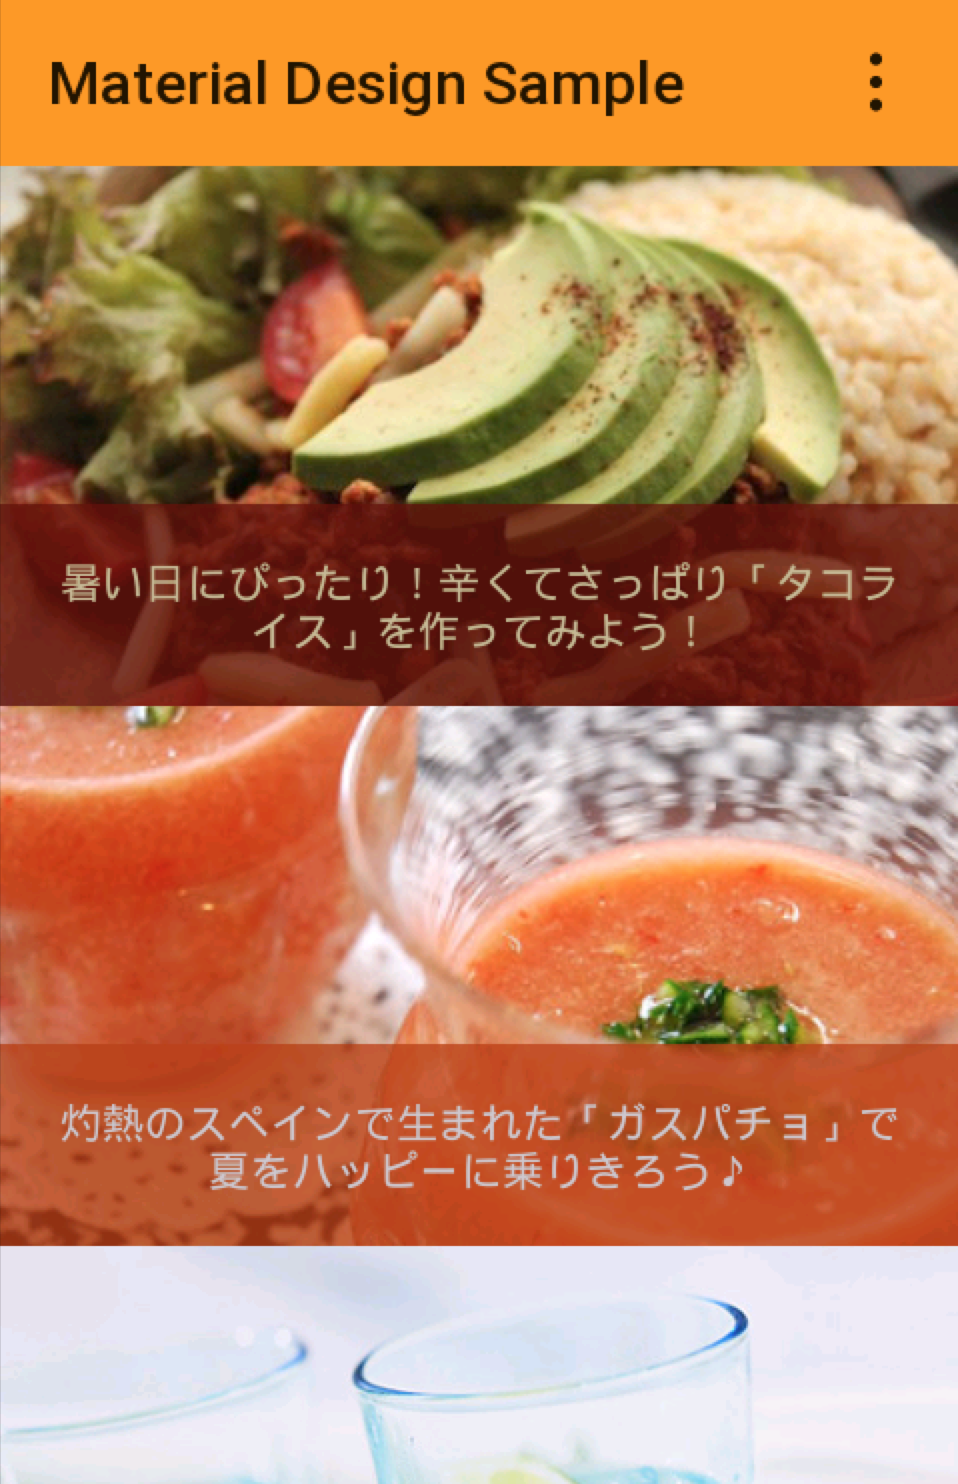 Material Design Sample
暑い日にぴったり！辛くてさっぱり「タコラ
イス」を作ってみよう！
灼熱のスペインで生まれた「ガスパチョ」で
夏をハッピーに乗りきろう♪